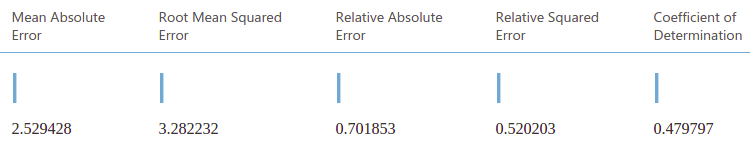 Mean Absolute Error
Root Mean Squared Error
Relative Absolute Error
Relative Squared Error
Coefficient of Determination
2.529428
3.282232
0.701853
0.520203
0.479797